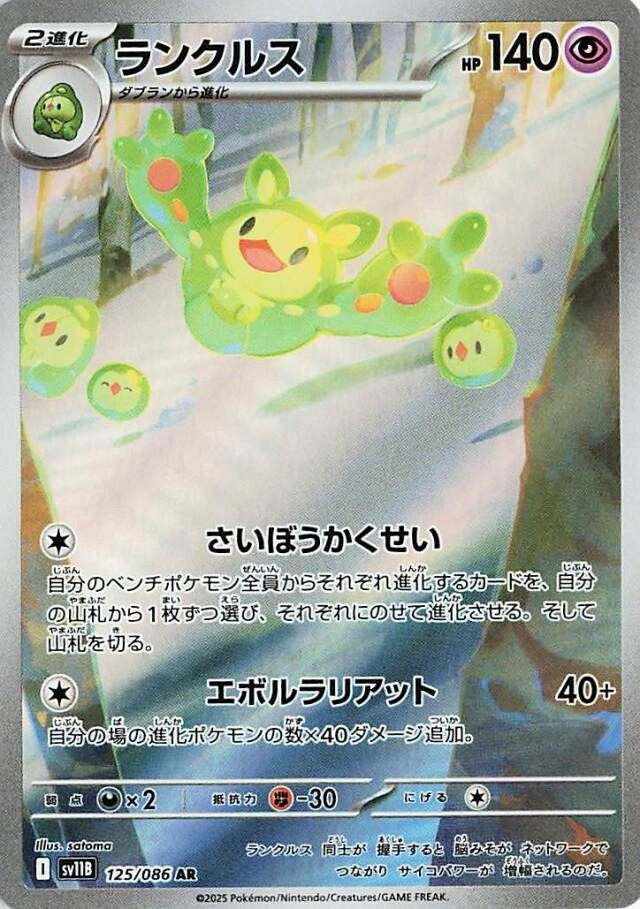 2進化
ランクルス
HP 140
ダブランから進化
さいぼうかくせい
自分のベンチポケモン全員からそれぞれ進化するカードを、自分
の山札から1枚ずつ選び、それぞれにのせて進化させる。そして
山札を切る。
エボルラリアット 40+
自分の場の進化ポケモンの数×40ダメージ追加。
弱点 ×2 抵抗力 -30 にげる
Illus. satoma
ランクルス 同士が 握手すると 脳みそが ネットワークで
つながり サイコパワーが 増幅されるのだ。
I sv11B 125/086 AR
©2025 Pokémon/Nintendo/Creatures/GAME FREAK.